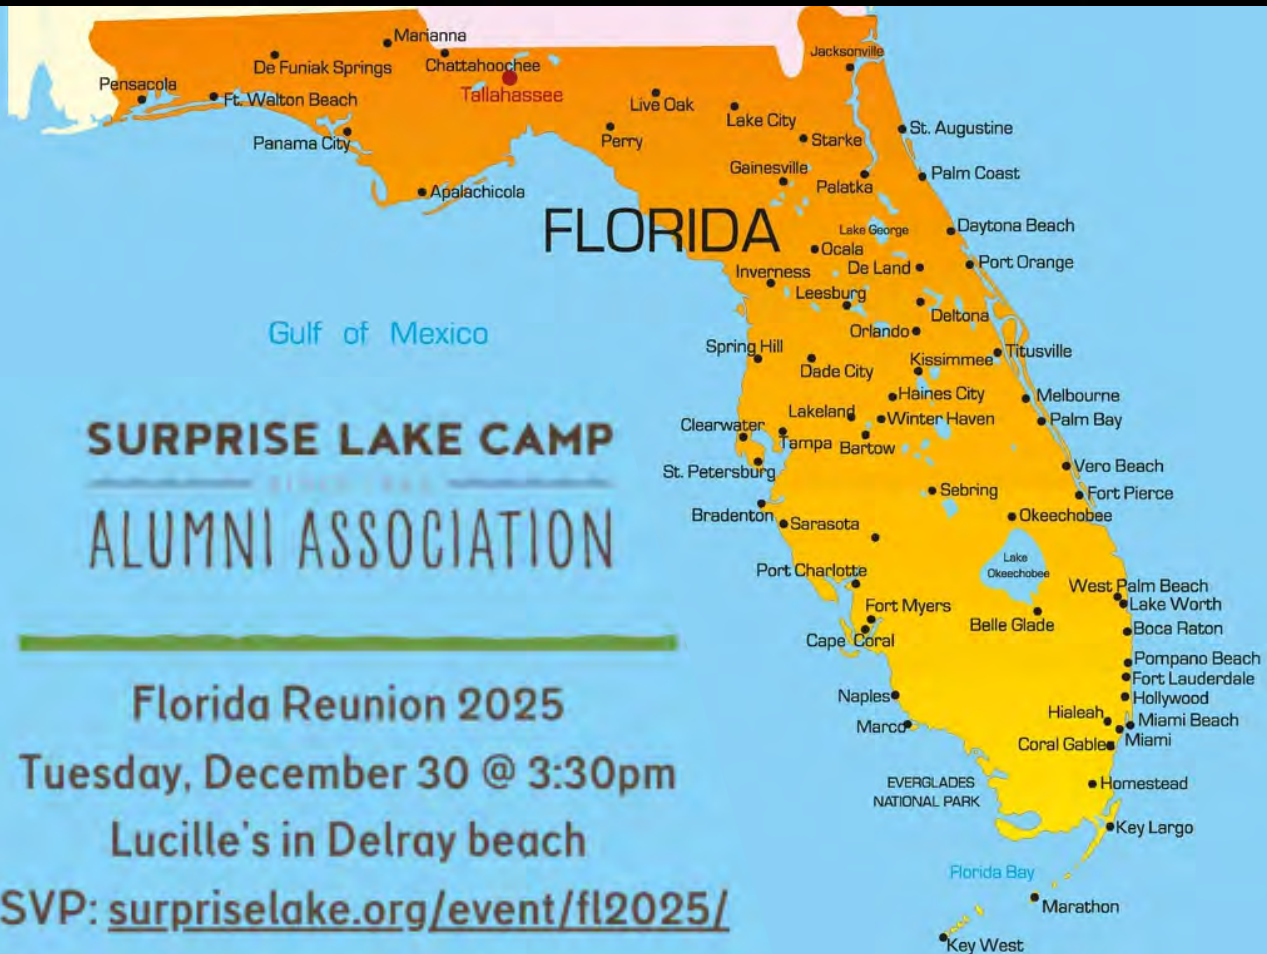 Marianna
De Funiak Springs
Chattahoochee
Jacksonville
Pensacola
Ft. Walton Beach
Tallahassee
Live Oak
Lake City
Panama City
Perry
Starke
St. Augustine
Gainesville
Palatka
Palm Coast
Apalachicola
FLORIDA
Lake George
Daytona Beach
Ocala
De Land
Port Orange
Inverness
Leesburg
Deltona
Gulf of Mexico
Orlando
Spring Hill
Kissimmee
Titusville
Dade City
Haines City
Melbourne
Lakeland
Winter Haven
Palm Bay
Clearwater
Tampa
Bartow
St. Petersburg
Vero Beach
Sebring
Fort Pierce
Bradenton
Sarasota
Okeechobee
Lake
Okeechobee
Port Charlotte
West Palm Beach
Fort Myers
Lake Worth
Belle Glade
Boca Raton
Cape Coral
Pompano Beach
Fort Lauderdale
Naples
Hollywood
Hialeah
Miami Beach
Marco
Coral Gable
Miami
EVERGLADES
NATIONAL PARK
Homestead
Key Largo
Florida Bay
Marathon
Key West
SURPRISE LAKE CAMP
ALUMNI ASSOCIATION
Florida Reunion 2025
Tuesday, December 30 @ 3:30pm
Lucille's in Delray beach
SVP: surpriselake.org/event/fl2025/